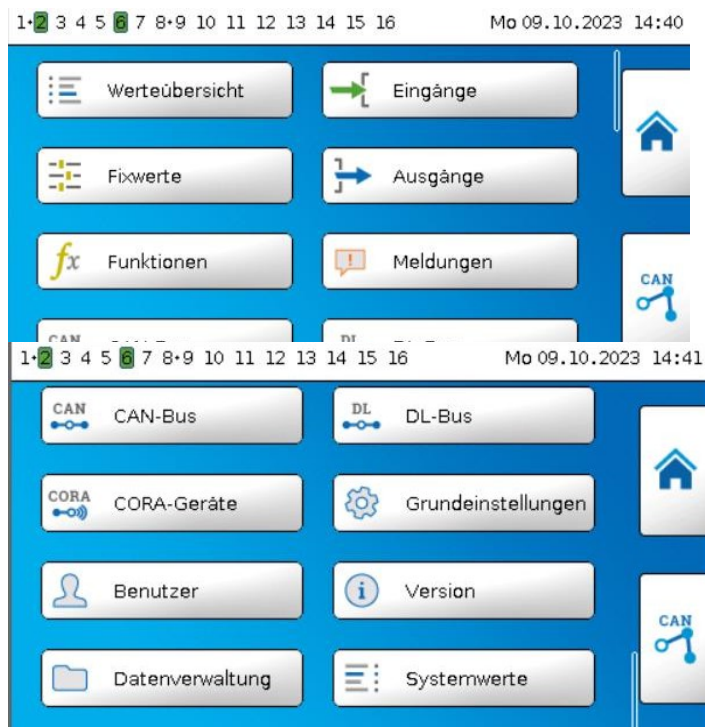 1•2 3 4 5 6 7 8•9 10 11 12 13 14 15 16 Mo 09.10.2023 14:40
Werteübersicht Eingänge
Fixwerte Ausgänge
fx Funktionen Meldungen
CAN
CAN
1•2 3 4 5 6 7 8•9 10 11 12 13 14 15 16 Mo 09.10.2023 14:41
CAN CAN-Bus DL DL-Bus
CORA CORA-Geräte Grundeinstellungen
Benutzer Version
CAN
Datenverwaltung Systemwerte